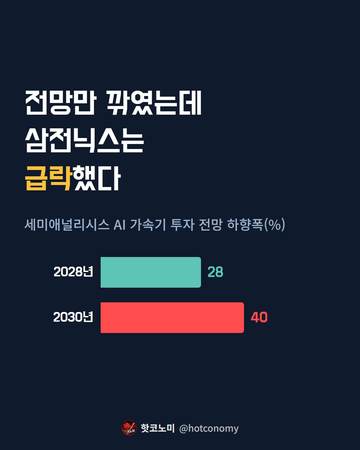 전망만 깎였는데
삼전닉스는
급락했다
세미애널리시스 AI 가속기 투자 전망 하향폭(%)
2028년 28
2030년 40
핫코노미 @hotconomy